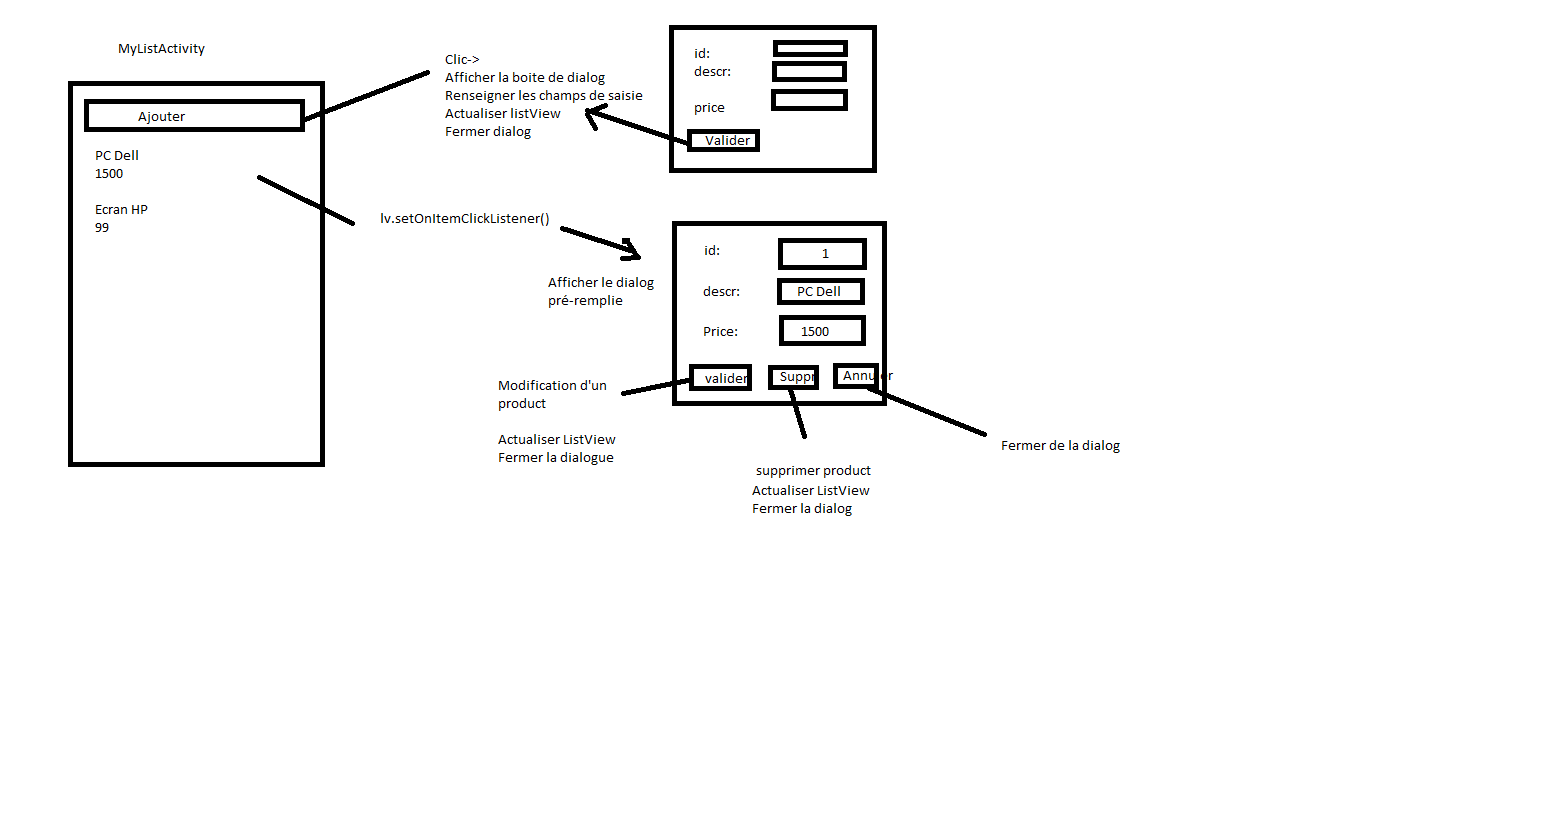 MyListActivity
Ajouter
PC Dell
1500
Ecran HP
99
Clic->
Afficher la boite de dialog
Renseigner les champs de saisie
Actualiser listView
Fermer dialog
id:
descr:
price
Valider
lv.setOnItemClickListener()
Afficher le dialog
pré-remplie
id:
1
descr:
PC Dell
Price:
1500
valider
Suppr
Annuler
Modification d'un
product
Actualiser ListView
Fermer la dialogue
supprimer product
Actualiser ListView
Fermer la dialog
Fermer de la dialog